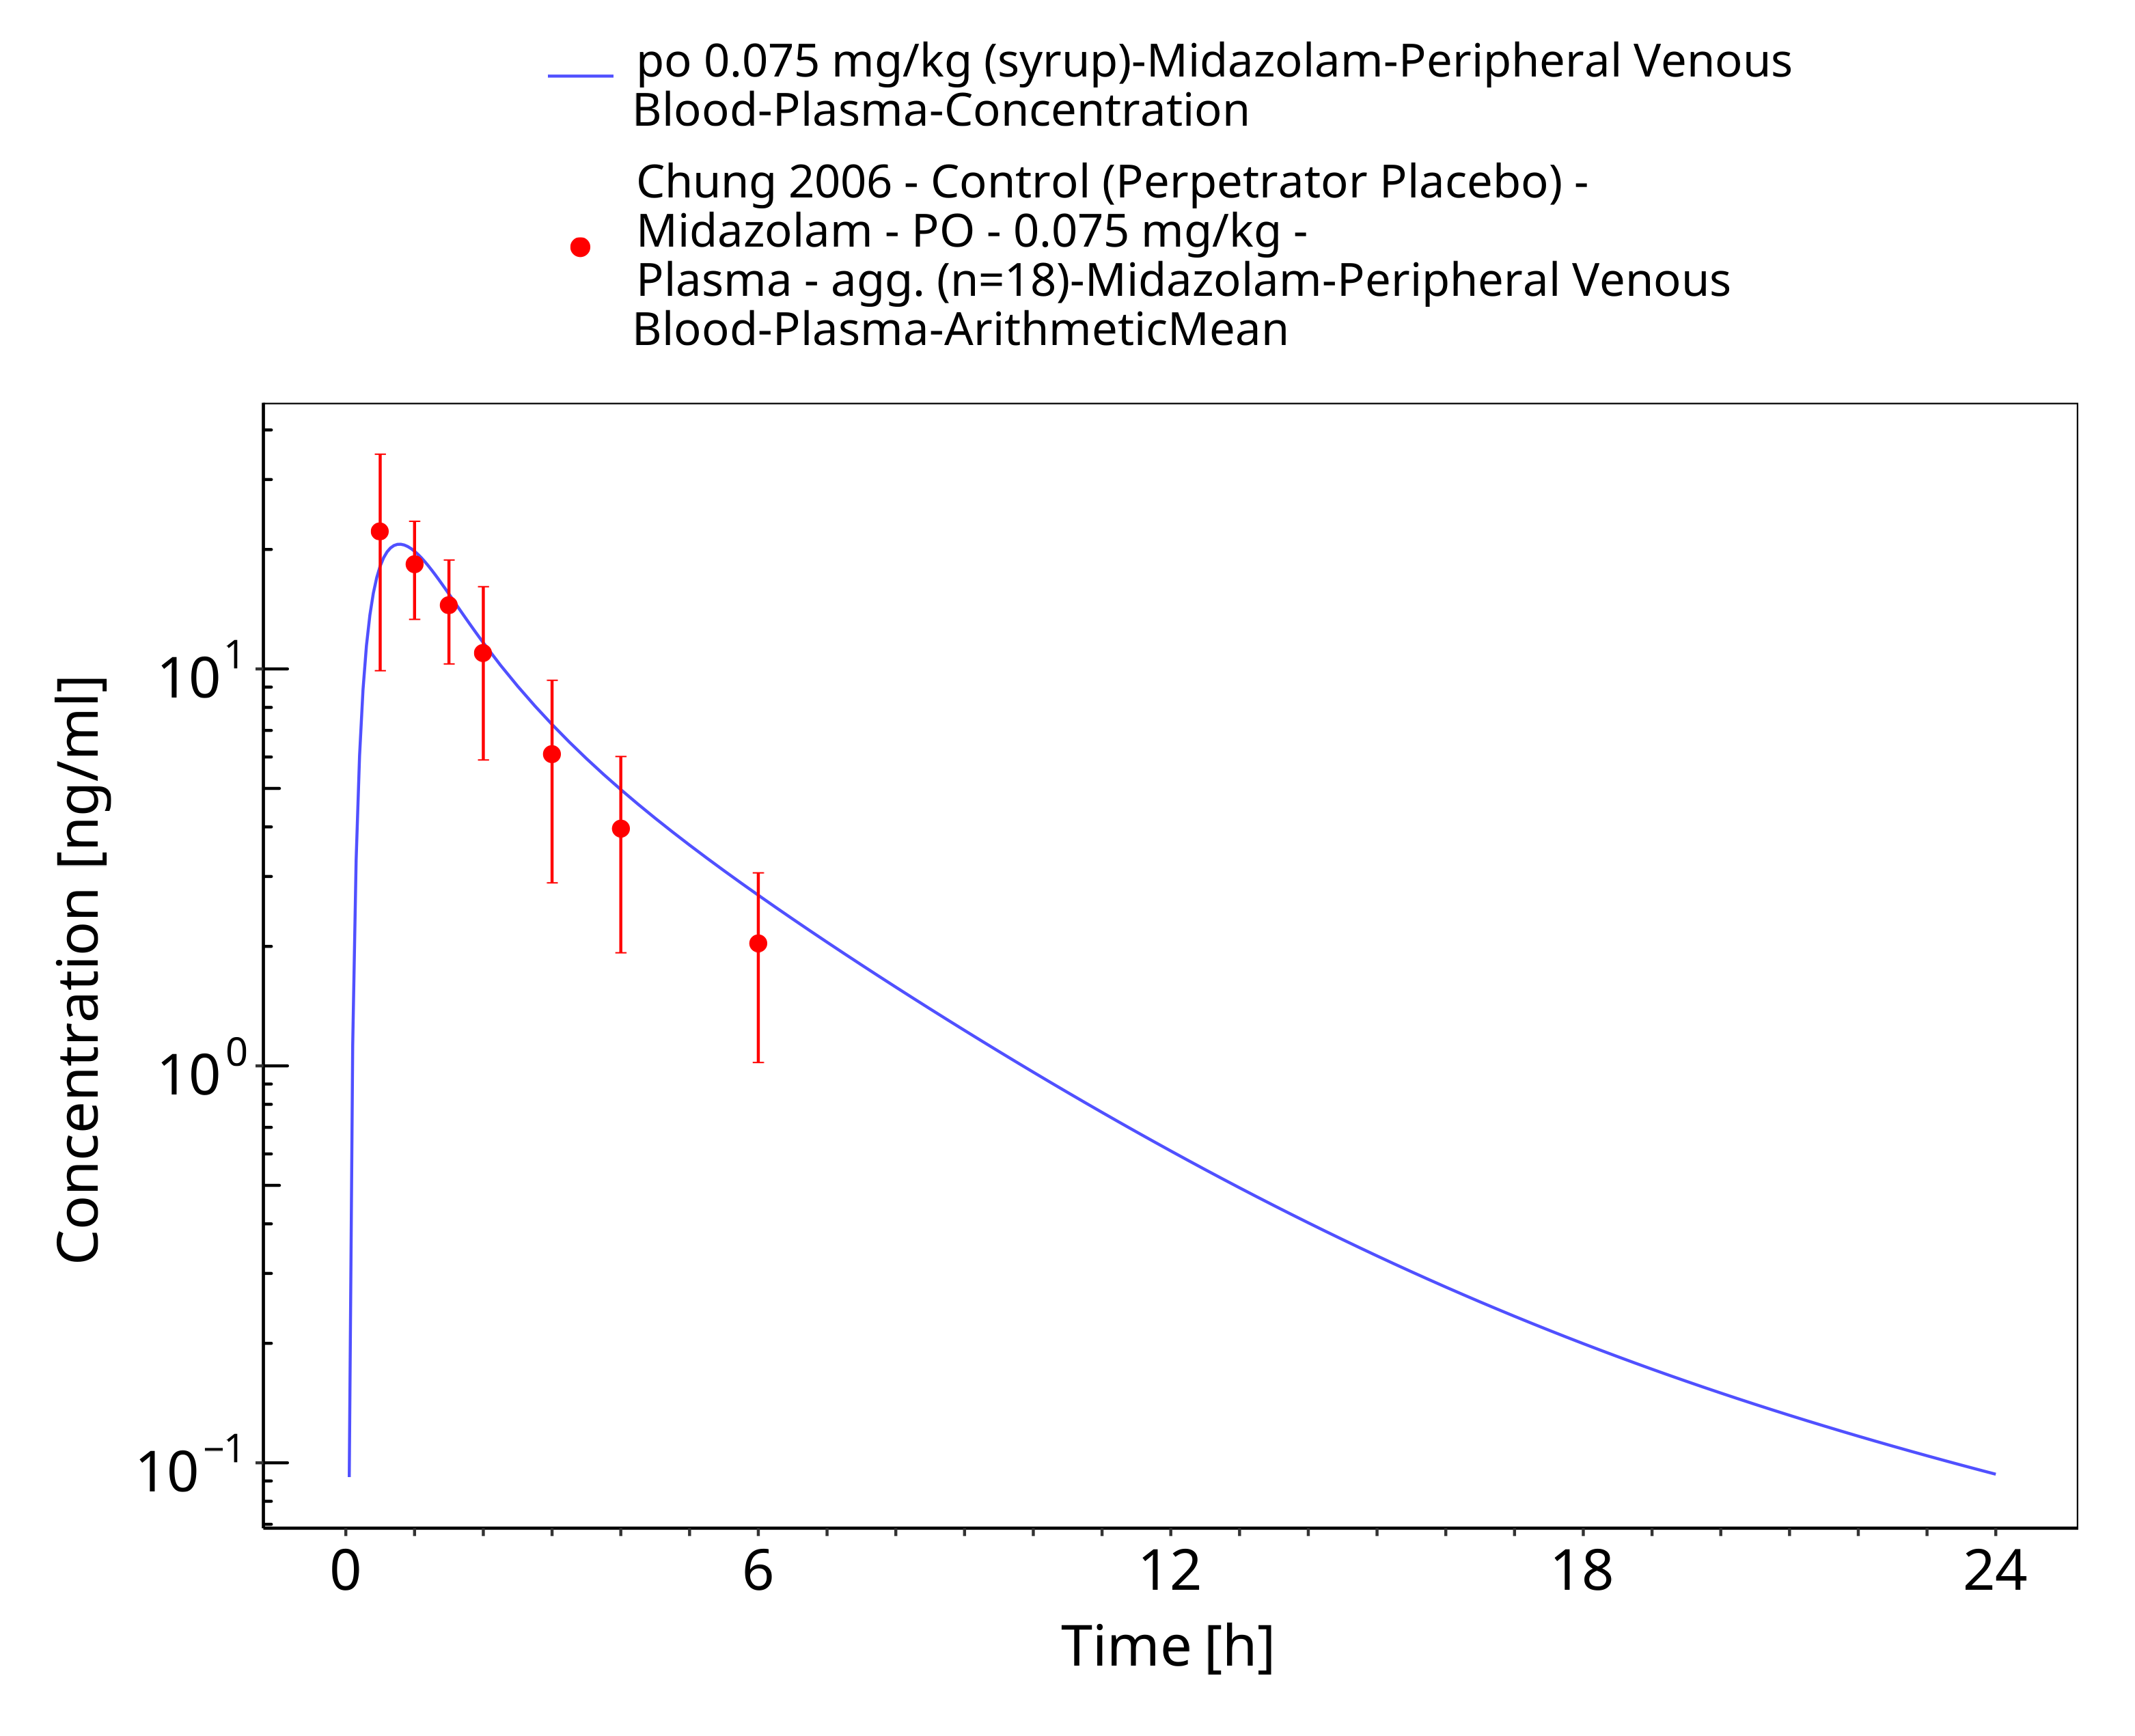 po 0.075 mg/kg (syrup)-Midazolam-Peripheral Venous
Blood-Plasma-Concentration
Chung 2006 - Control (Perpetrator Placebo) -
Midazolam - PO - 0.075 mg/kg -
Plasma - agg. (n=18)-Midazolam-Peripheral Venous
Blood-Plasma-ArithmeticMean
Concentration [ng/ml]
10¹
10⁰
10⁻¹
0 6 12 18 24
Time [h]